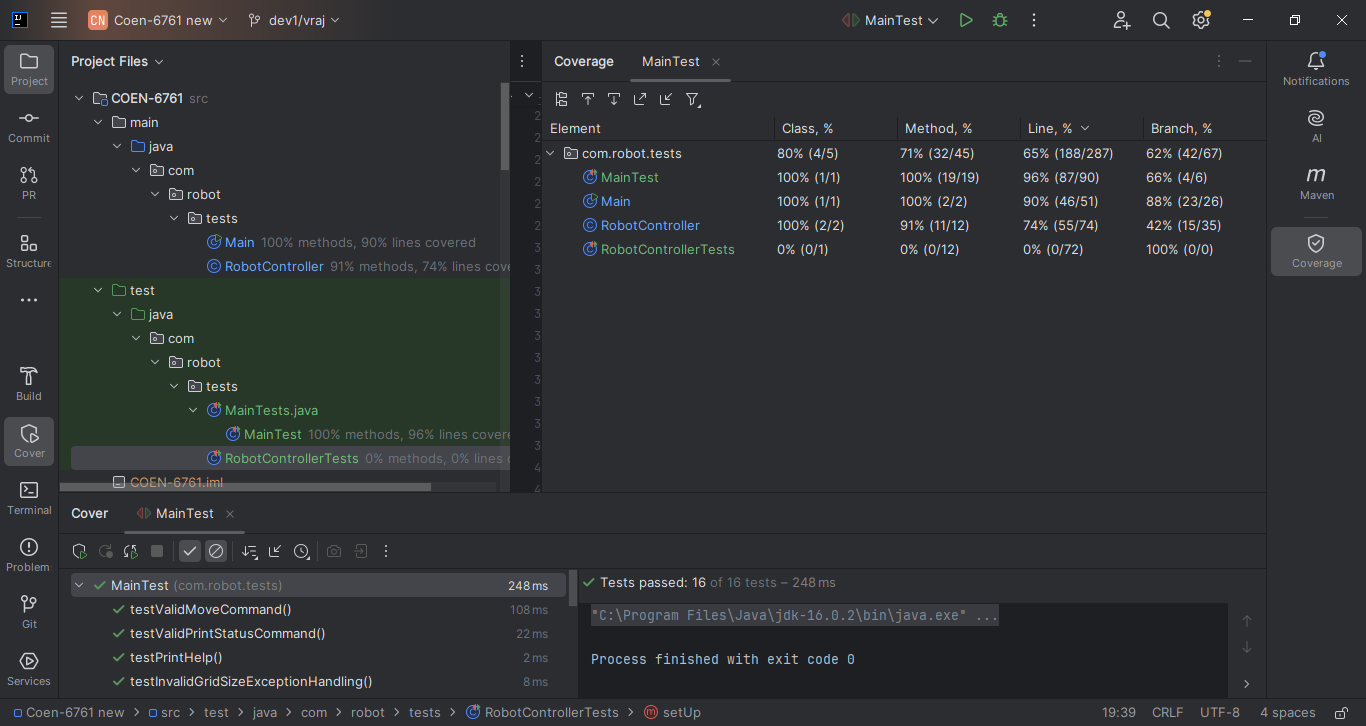 CN Coen-6761 new dev1/vraj MainTest
Project
Commit
PR
Structure
Build
Cover
Terminal
Problem
Git
Services
Project Files
COEN-6761 src
main
java
com
robot
tests
Main 100% methods, 90% lines covered
RobotController 91% methods, 74% lines cove
test
java
com
robot
tests
MainTests.java
MainTest 100% methods, 96% lines covere
RobotControllerTests 0% methods, 0% lines c
COEN-6761.iml
Coverage MainTest
Element Class, % Method, % Line, % Branch, %
com.robot.tests 80% (4/5) 71% (32/45) 65% (188/287) 62% (42/67)
MainTest 100% (1/1) 100% (19/19) 96% (87/90) 66% (4/6)
Main 100% (1/1) 100% (2/2) 90% (46/51) 88% (23/26)
RobotController 100% (2/2) 91% (11/12) 74% (55/74) 42% (15/35)
RobotControllerTests 0% (0/1) 0% (0/12) 0% (0/72) 100% (0/0)
Notifications
AI
m
Maven
Coverage
Cover MainTest
MainTest (com.robot.tests) 248 ms
testValidMoveCommand() 108 ms
testValidPrintStatusCommand() 22 ms
testPrintHelp() 2 ms
testInvalidGridSizeExceptionHandling() 8 ms
Tests passed: 16 of 16 tests – 248 ms
"C:\Program Files\Java\jdk-16.0.2\bin\java.exe" ...
Process finished with exit code 0
Coen-6761 new > src > test > java > com > robot > tests > RobotControllerTests > setUp 19:39 CRLF UTF-8 4 spaces